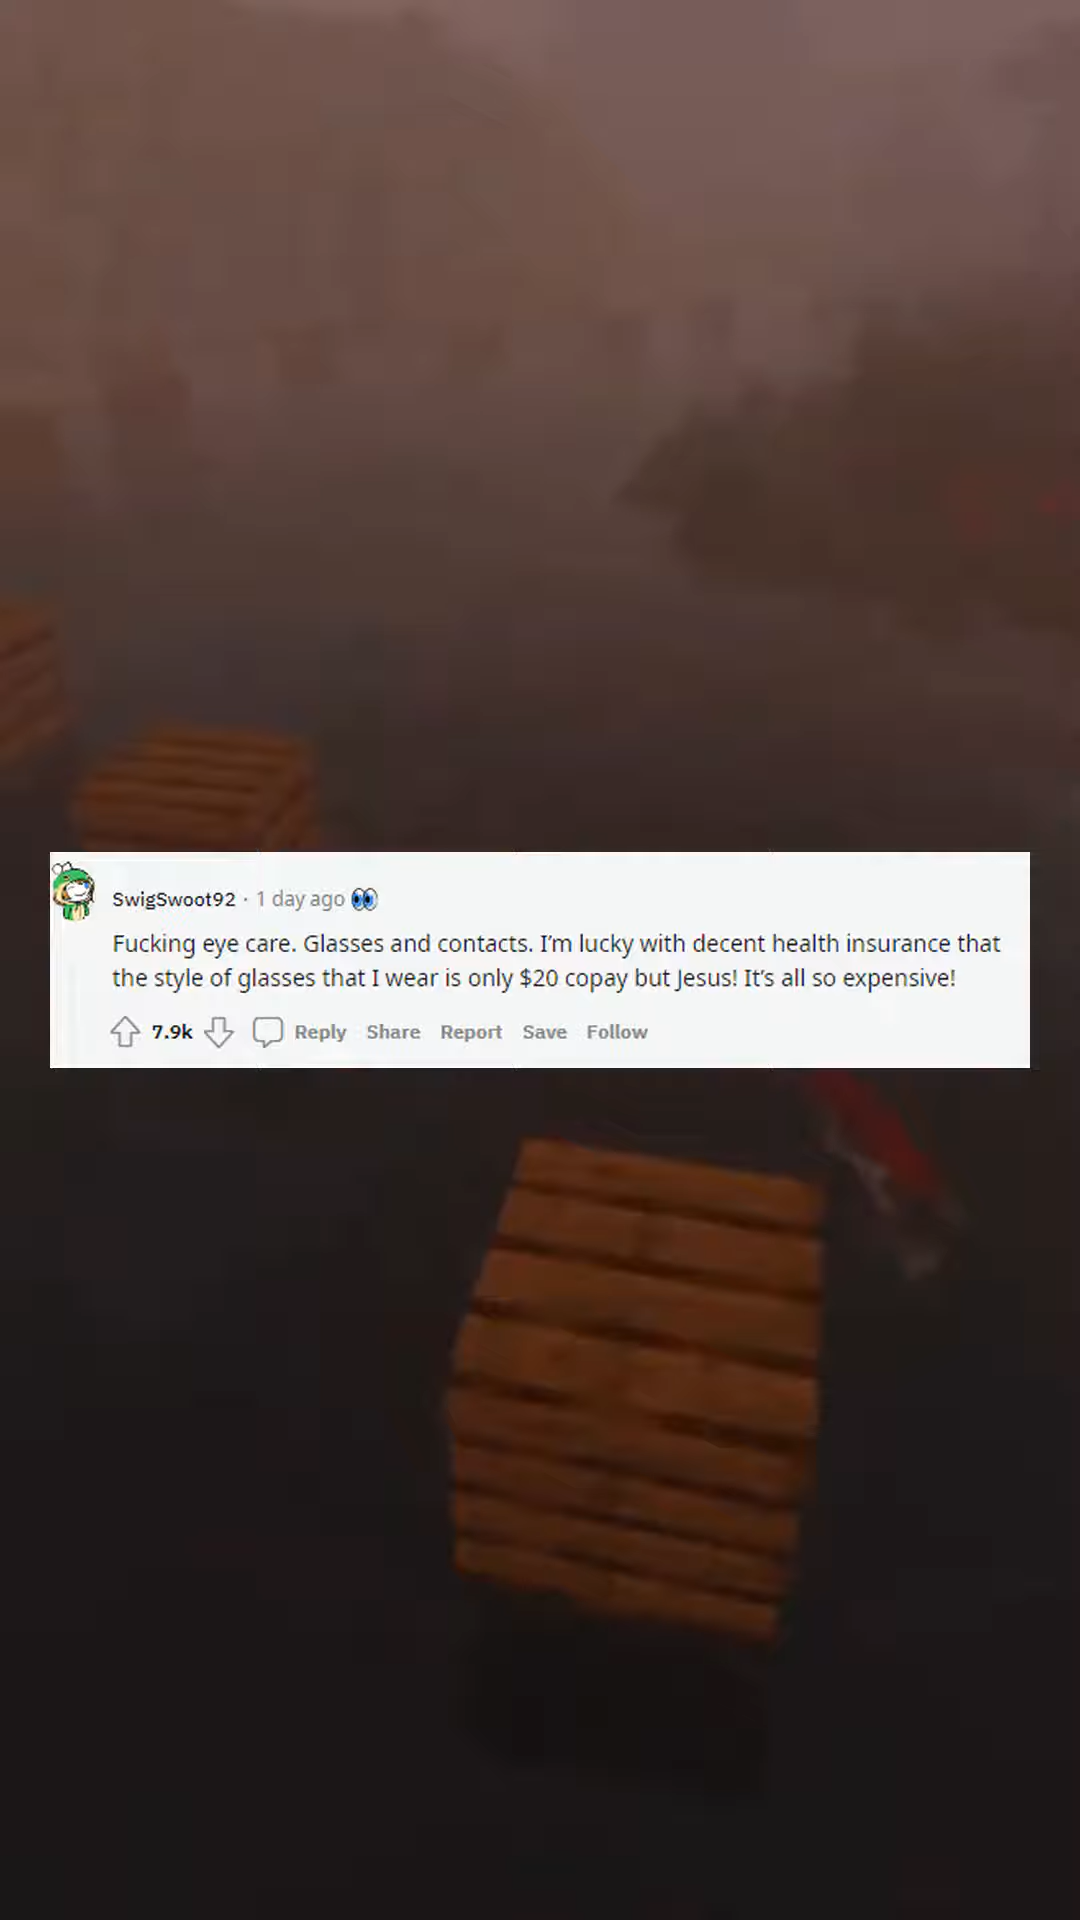 SwigSwoot92 · 1 day ago 👀
Fucking eye care. Glasses and contacts. I’m lucky with decent health insurance that
the style of glasses that I wear is only $20 copay but Jesus! It’s all so expensive!
7.9k Reply Share Report Save Follow